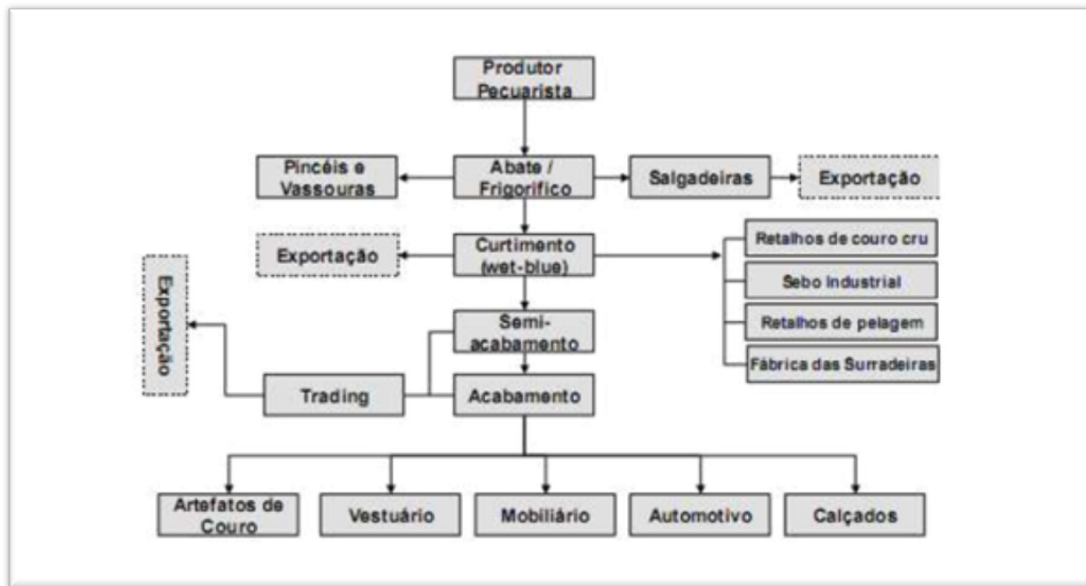 Produtor
Pecuarista
Pincéis e
Vassouras
Abate /
Frigorifico
Salgadeiras
Exportação
Exportação
Curtimento
(wet-blue)
Retalhos de couro cru
Sebo Industrial
Retalhos de pelagem
Fábrica das Surradeiras
Exportação
Semi-
acabamento
Trading
Acabamento
Artefatos de
Couro
Vestuário
Mobiliário
Automotivo
Calçados